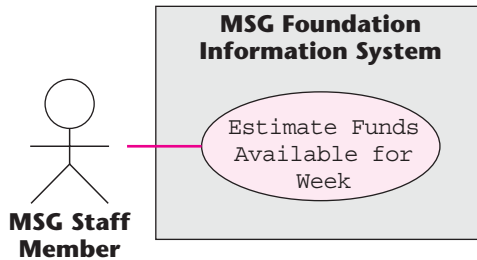 MSG Foundation
Information System
Estimate Funds
Available for
Week
MSG Staff
Member